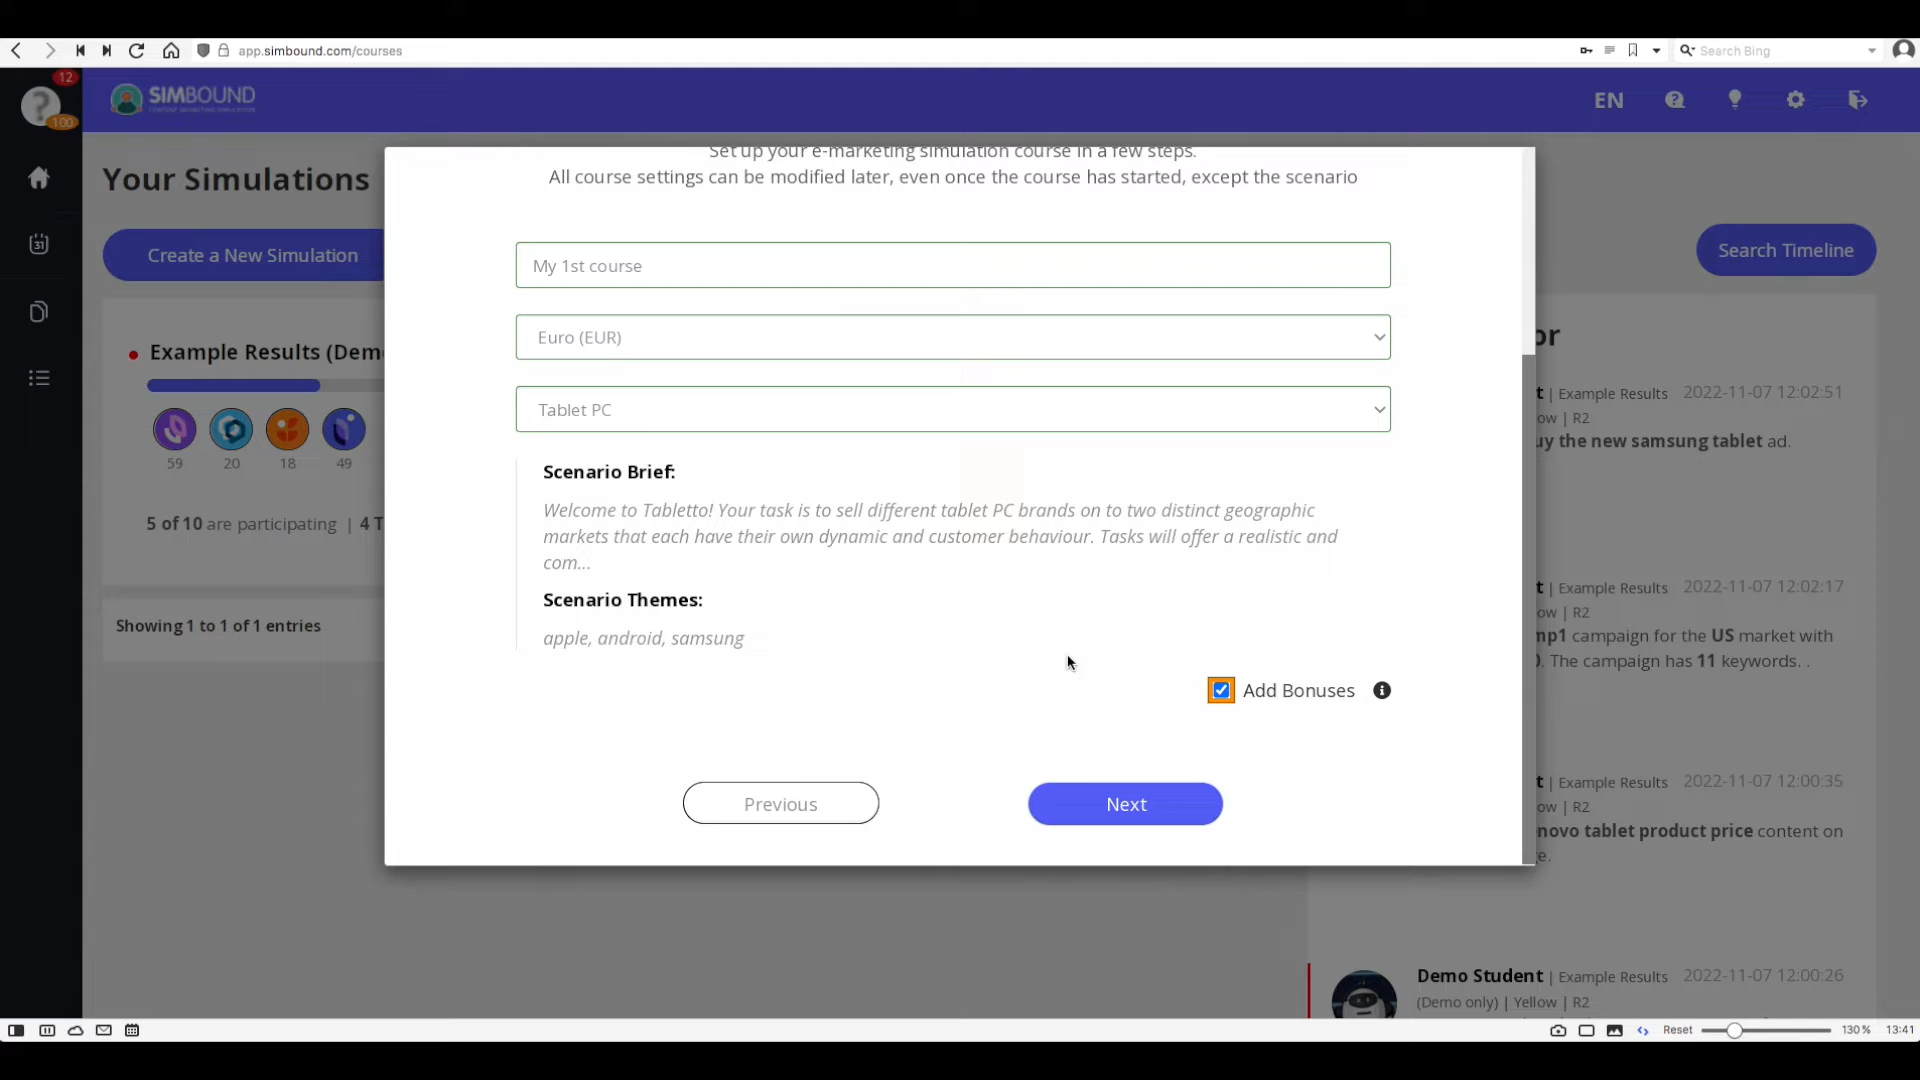 app.simbound.com/courses
Search Bing
12
100
SIMBOUND
EN
Your Simulations
Create a New Simulation
Search Timeline
Example Results (Dem
59 20 18 49
5 of 10 are participating | 4 T
Showing 1 to 1 of 1 entries
Set up your e-marketing simulation course in a few steps.
All course settings can be modified later, even once the course has started, except the scenario
My 1st course
Euro (EUR)
Tablet PC
Scenario Brief:
Welcome to Tabletto! Your task is to sell different tablet PC brands on to two distinct geographic
markets that each have their own dynamic and customer behaviour. Tasks will offer a realistic and
com...
Scenario Themes:
apple, android, samsung
Add Bonuses
Previous
Next
or
t | Example Results 2022-11-07 12:02:51
ow | R2
uy the new samsung tablet ad.
t | Example Results 2022-11-07 12:02:17
ow | R2
mp1 campaign for the US market with
). The campaign has 11 keywords. .
t | Example Results 2022-11-07 12:00:35
ow | R2
novo tablet product price content on
e.
Demo Student | Example Results 2022-11-07 12:00:26
(Demo only) | Yellow | R2
Reset
130 %
13:41